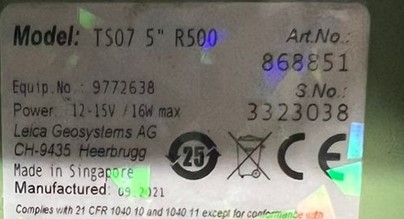 Model: TS07 5" R500
Art.No.:
868851
Equip.No.: 9772638
S.No.:
Power 12-15V / 16W max
3323038
Leica Geosystems AG
CH-9435 Heerbrugg
25
CE
Made in Singapore
Manufactured: 09.2021
Complies with 21 CFR 1040.10 and 1040.11 except for conformance with